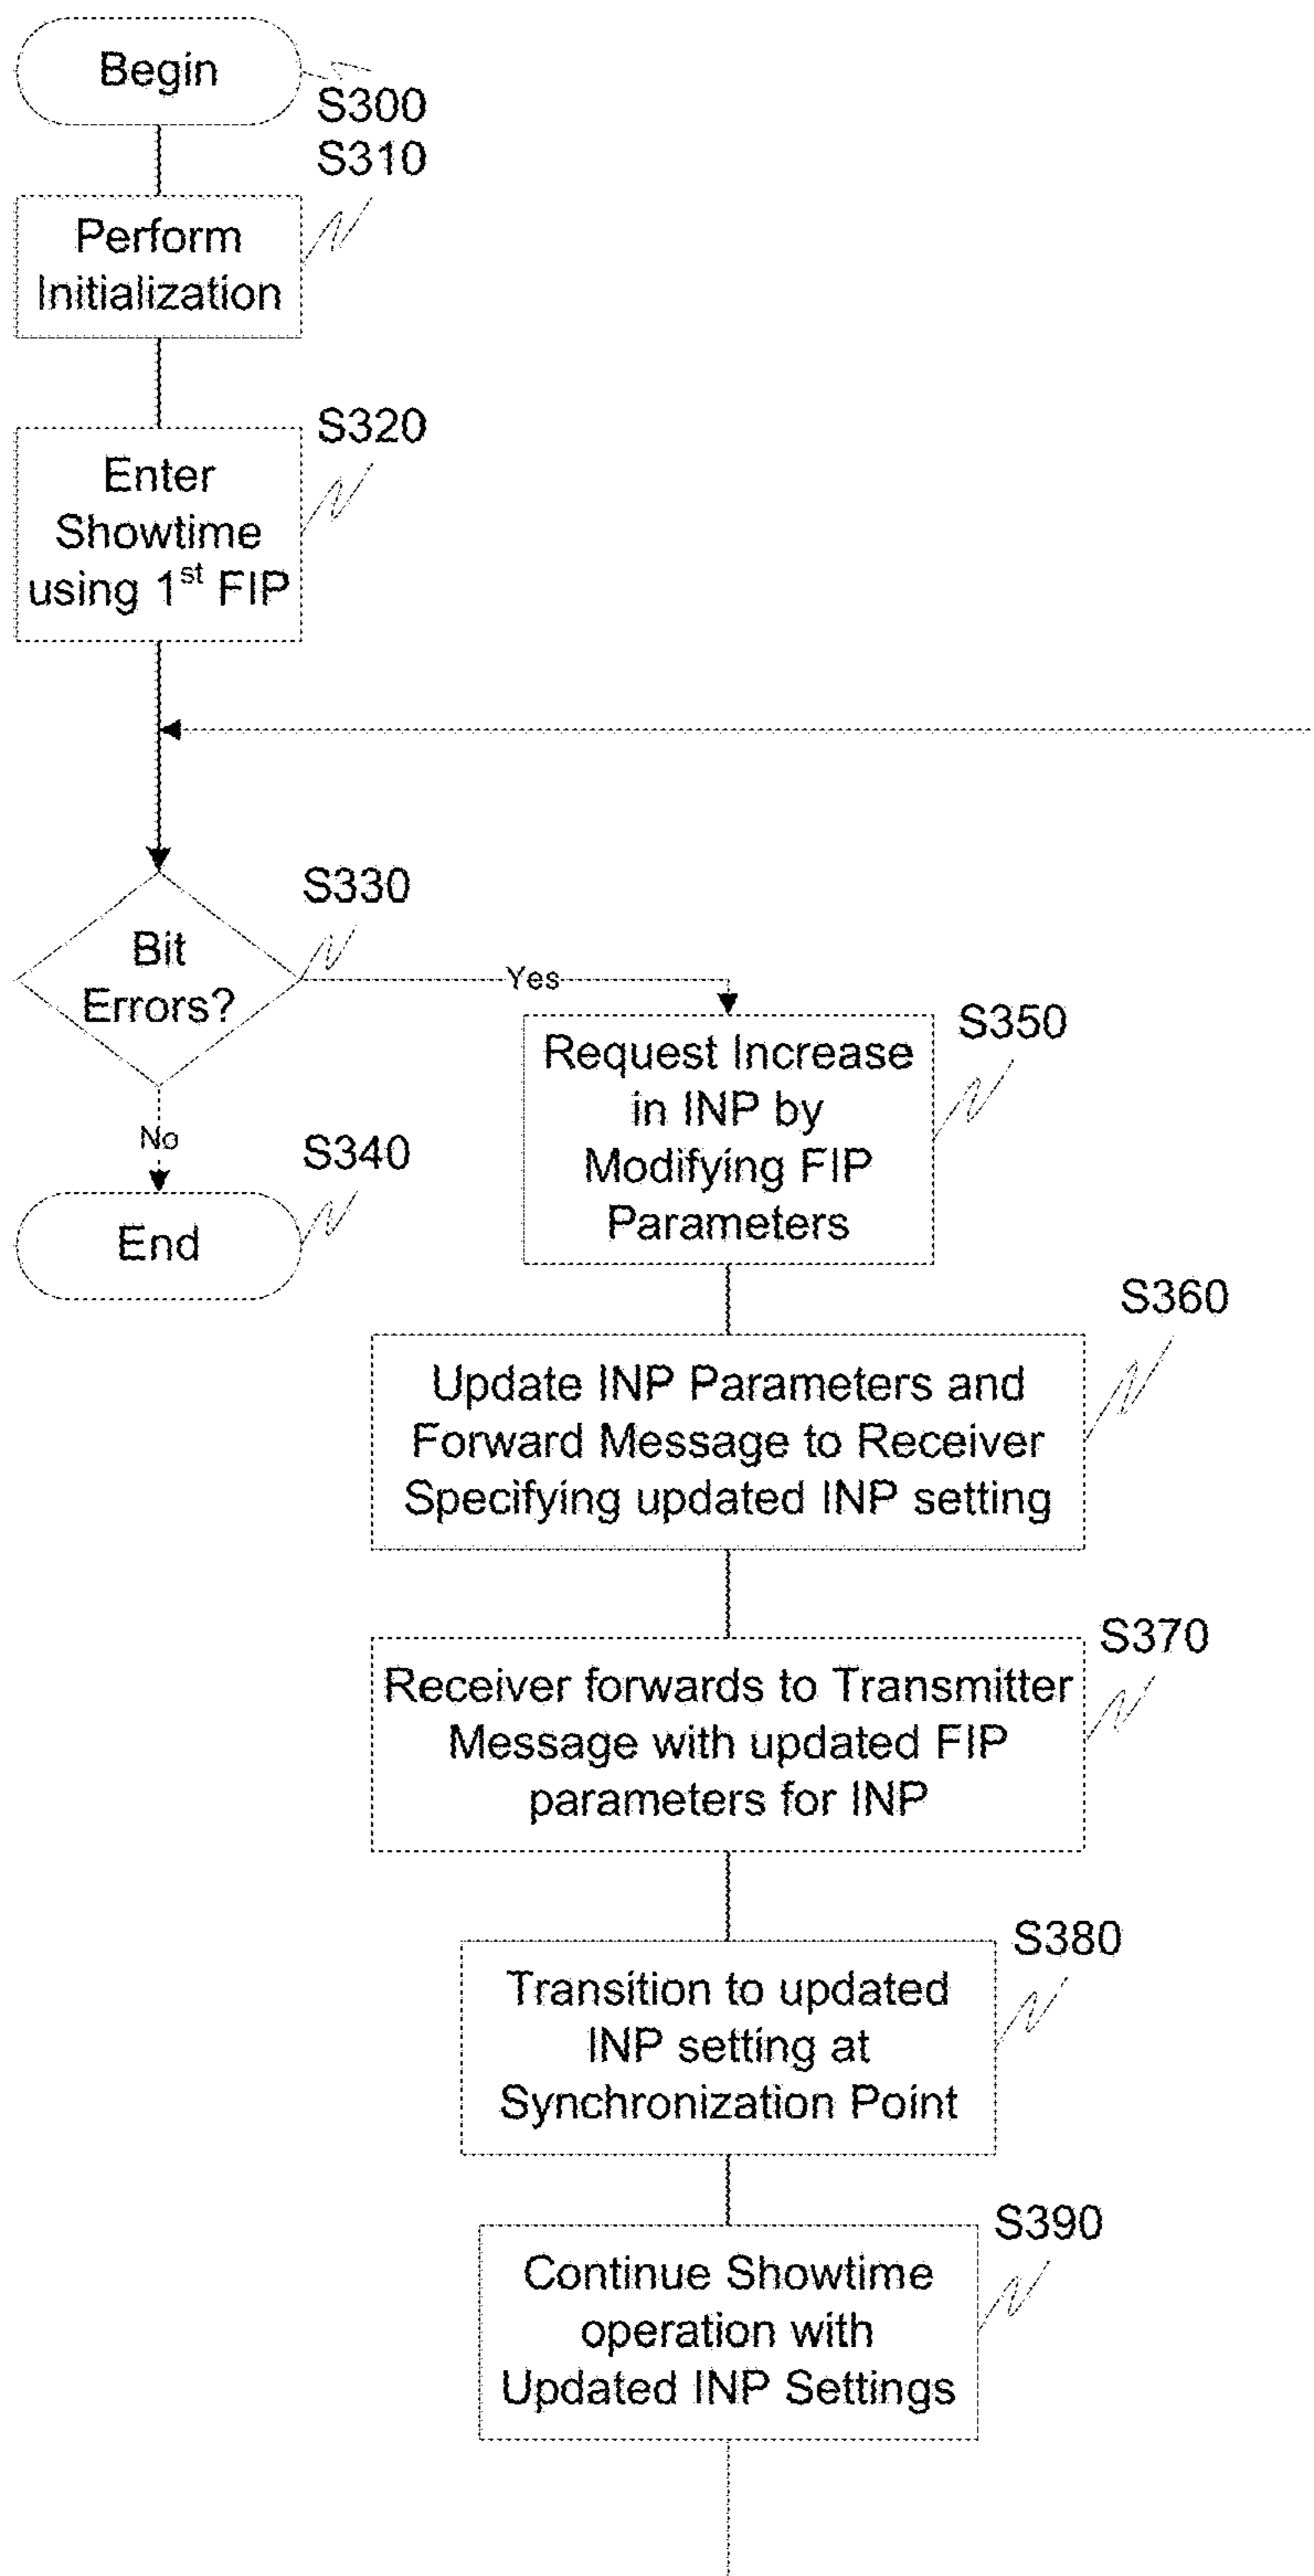 Begin
S300
S310
Perform
Initialization
S320
Enter
Showtime
using 1st FIP
S330
Bit
Errors?
Yes
No
S340
End
S350
Request Increase
in INP by
Modifying FIP
Parameters
S360
Update INP Parameters and
Forward Message to Receiver
Specifying updated INP setting
S370
Receiver forwards to Transmitter
Message with updated FIP
parameters for INP
S380
Transition to updated
INP setting at
Synchronization Point
S390
Continue Showtime
operation with
Updated INP Settings